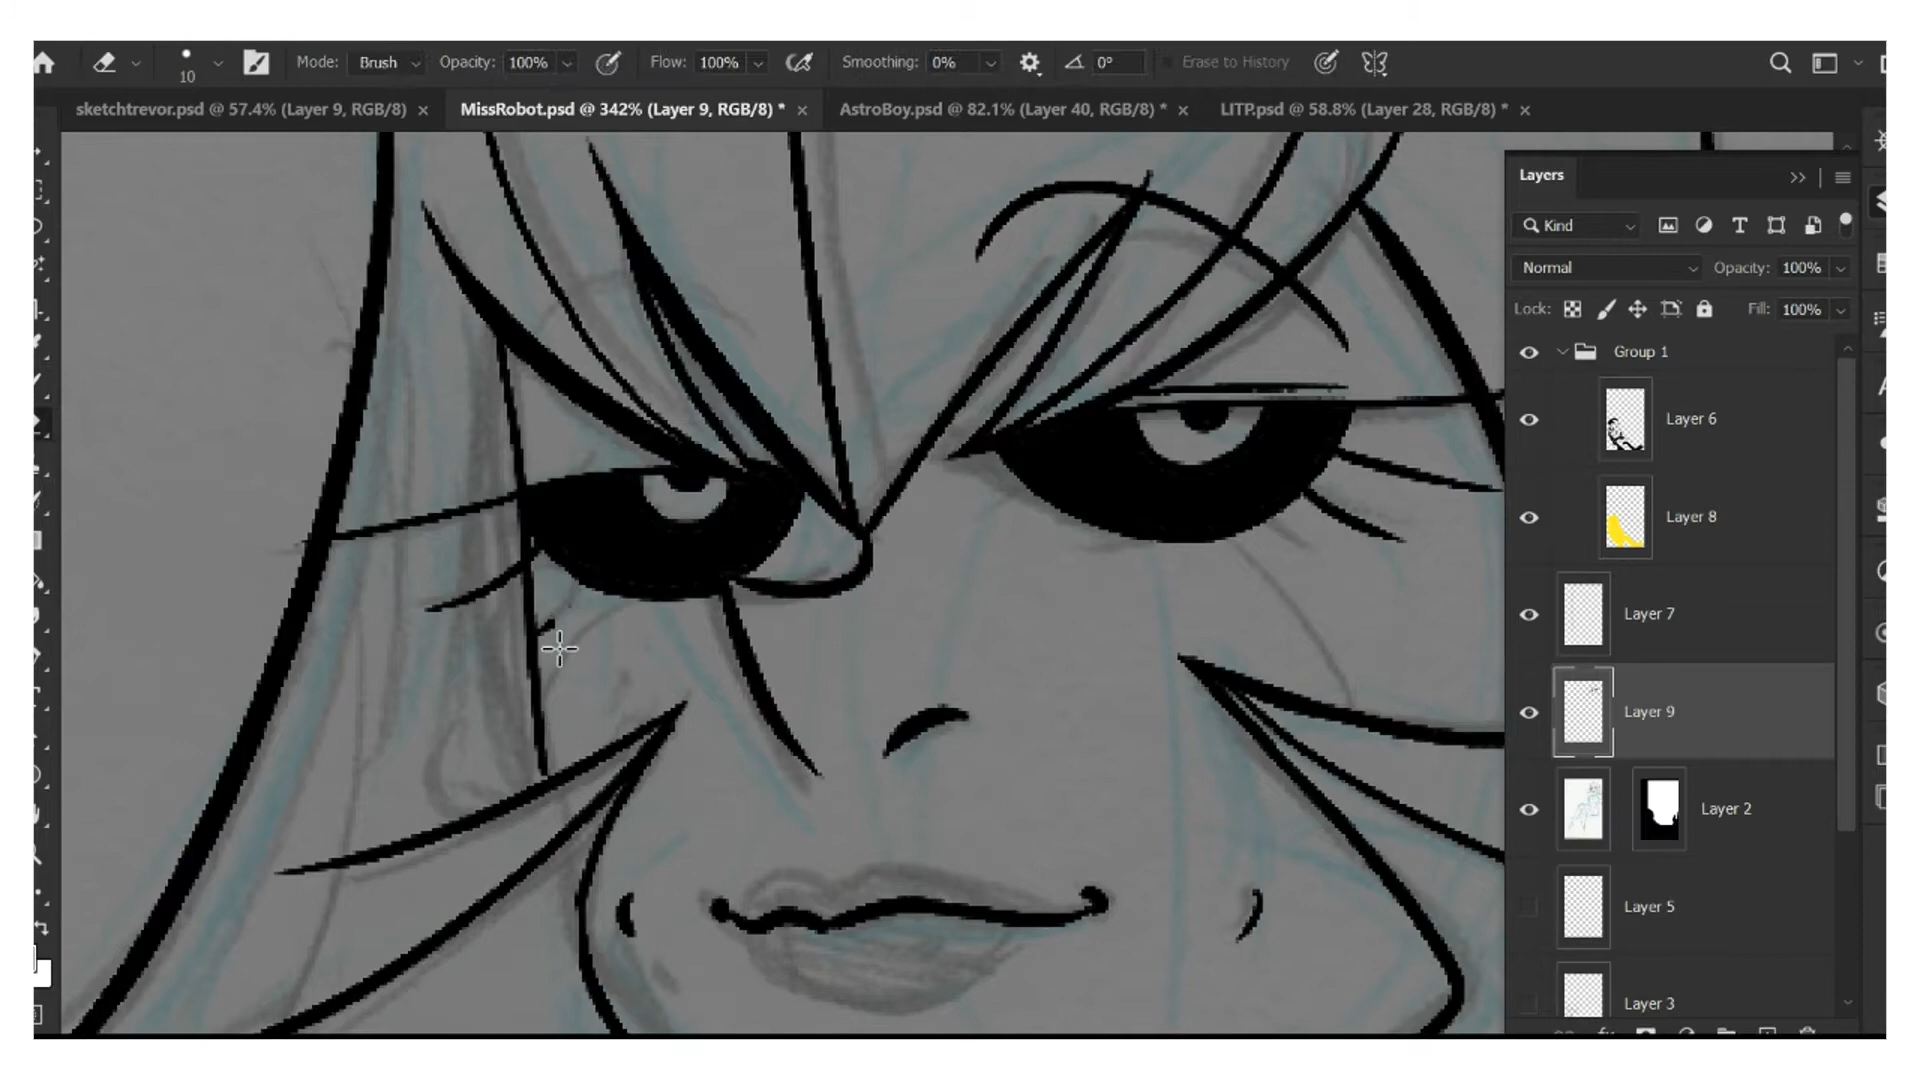 10 Mode: Brush Opacity: 100% Flow: 100% Smoothing: 0% 0° Erase to History
sketchtrevor.psd @ 57.4% (Layer 9, RGB/8) × MissRobot.psd @ 342% (Layer 9, RGB/8) * × AstroBoy.psd @ 82.1% (Layer 40, RGB/8) * × LITP.psd @ 58.8% (Layer 28, RGB/8) * ×
Layers
Kind
Normal Opacity: 100%
Lock: Fill: 100%
Group 1
Layer 6
Layer 8
Layer 7
Layer 9
Layer 2
Layer 5
Layer 3